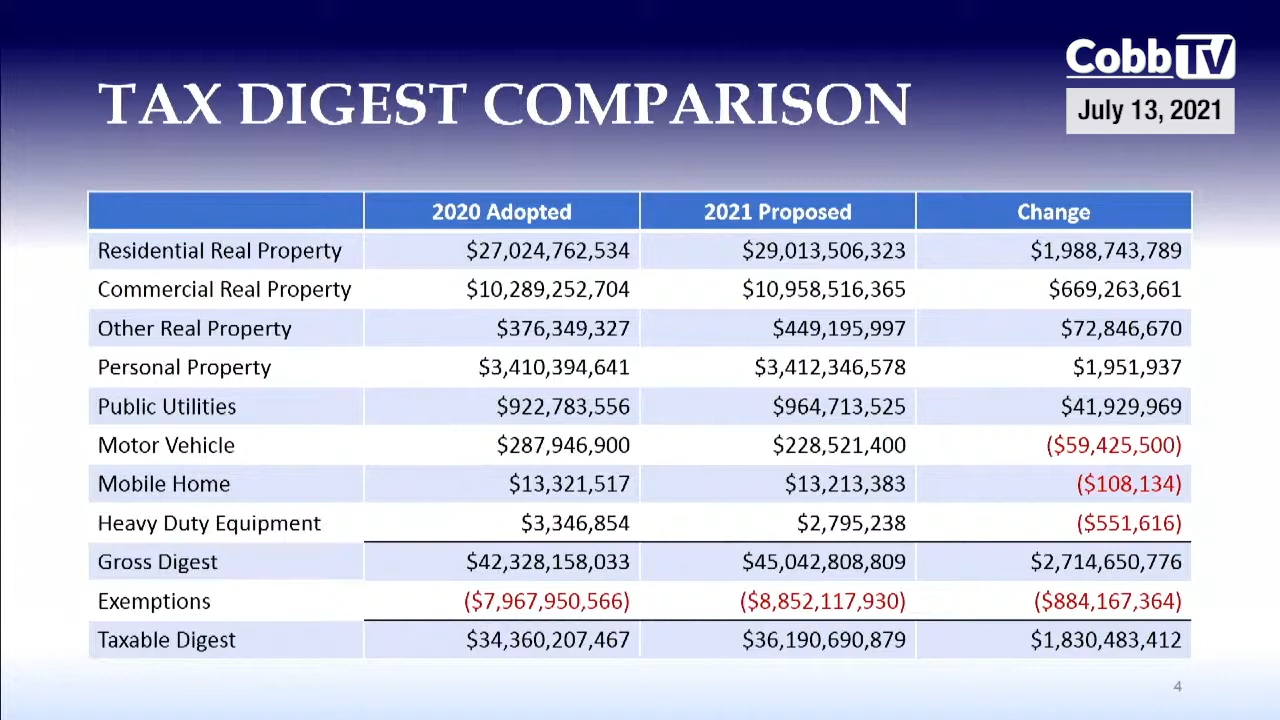 Cobb TV
TAX DIGEST COMPARISON
July 13, 2021
2020 Adopted 2021 Proposed Change
Residential Real Property $27,024,762,534 $29,013,506,323 $1,988,743,789
Commercial Real Property $10,289,252,704 $10,958,516,365 $669,263,661
Other Real Property $376,349,327 $449,195,997 $72,846,670
Personal Property $3,410,394,641 $3,412,346,578 $1,951,937
Public Utilities $922,783,556 $964,713,525 $41,929,969
Motor Vehicle $287,946,900 $228,521,400 ($59,425,500)
Mobile Home $13,321,517 $13,213,383 ($108,134)
Heavy Duty Equipment $3,346,854 $2,795,238 ($551,616)
Gross Digest $42,328,158,033 $45,042,808,809 $2,714,650,776
Exemptions ($7,967,950,566) ($8,852,117,930) ($884,167,364)
Taxable Digest $34,360,207,467 $36,190,690,879 $1,830,483,412
4